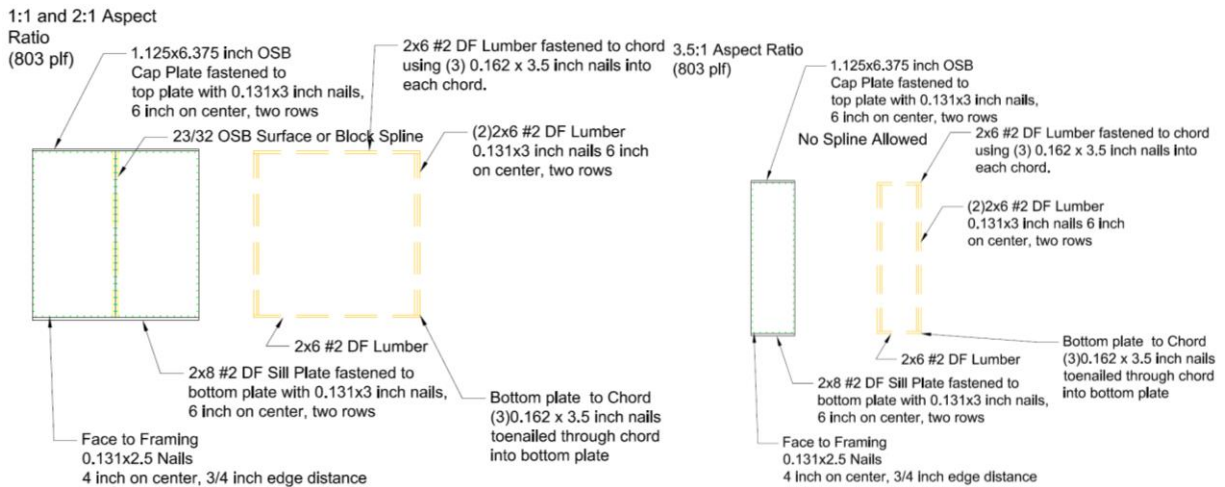 1:1 and 2:1 Aspect
Ratio
(803 plf)
1.125x6.375 inch OSB
Cap Plate fastened to
top plate with 0.131x3 inch nails,
6 inch on center, two rows
23/32 OSB Surface or Block Spline
2x6 #2 DF Lumber fastened to chord
using (3) 0.162 x 3.5 inch nails into
each chord.
(2)2x6 #2 DF Lumber
0.131x3 inch nails 6 inch
on center, two rows
2x6 #2 DF Lumber
2x8 #2 DF Sill Plate fastened to
bottom plate with 0.131x3 inch nails,
6 inch on center, two rows
Bottom plate to Chord
(3)0.162 x 3.5 inch nails
toenailed through chord
into bottom plate
Face to Framing
0.131x2.5 Nails
4 inch on center, 3/4 inch edge distance
3.5:1 Aspect Ratio
(803 plf)
1.125x6.375 inch OSB
Cap Plate fastened to
top plate with 0.131x3 inch nails,
6 inch on center, two rows
No Spline Allowed
2x6 #2 DF Lumber fastened to chord
using (3) 0.162 x 3.5 inch nails into
each chord.
(2)2x6 #2 DF Lumber
0.131x3 inch nails 6 inch
on center, two rows
2x6 #2 DF Lumber
2x8 #2 DF Sill Plate fastened to
bottom plate with 0.131x3 inch nails,
6 inch on center, two rows
Bottom plate to Chord
(3)0.162 x 3.5 inch nails
toenailed through chord
into bottom plate
Face to Framing
0.131x2.5 Nails
4 inch on center, 3/4 inch edge distance